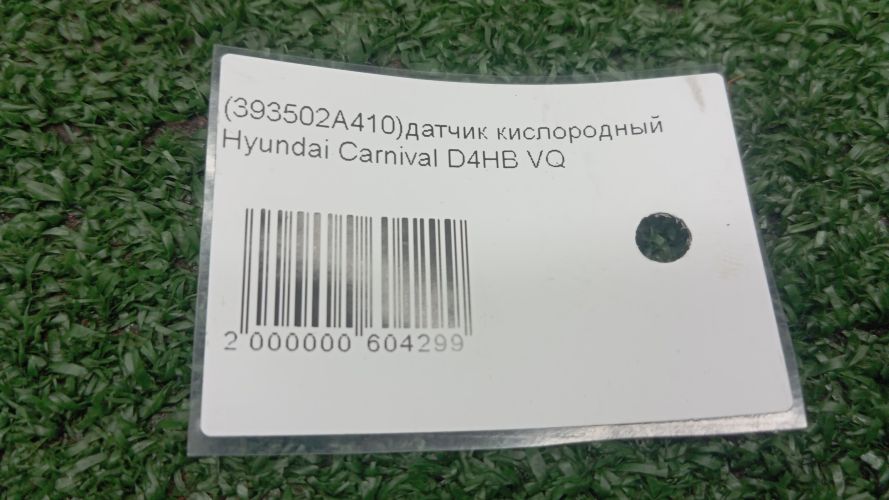 (393502A410)датчик кислородный
Hyundai Carnival D4HB VQ
2 000000 604299